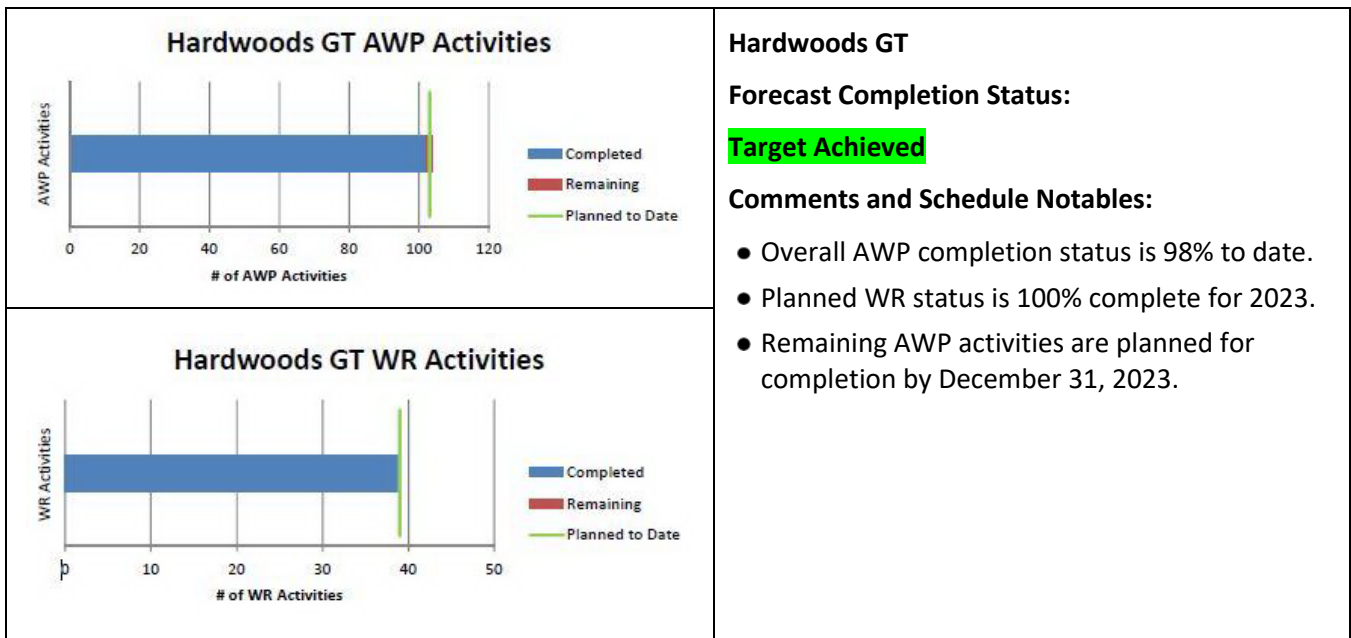 Hardwoods GT AWP Activities
AWP Activities
Completed
Remaining
Planned to Date
0 20 40 60 80 100 120
# of AWP Activities
Hardwoods GT WR Activities
WR Activities
Completed
Remaining
Planned to Date
0 10 20 30 40 50
# of WR Activities
Hardwoods GT
Forecast Completion Status:
Target Achieved
Comments and Schedule Notables:
● Overall AWP completion status is 98% to date.
● Planned WR status is 100% complete for 2023.
● Remaining AWP activities are planned for
completion by December 31, 2023.